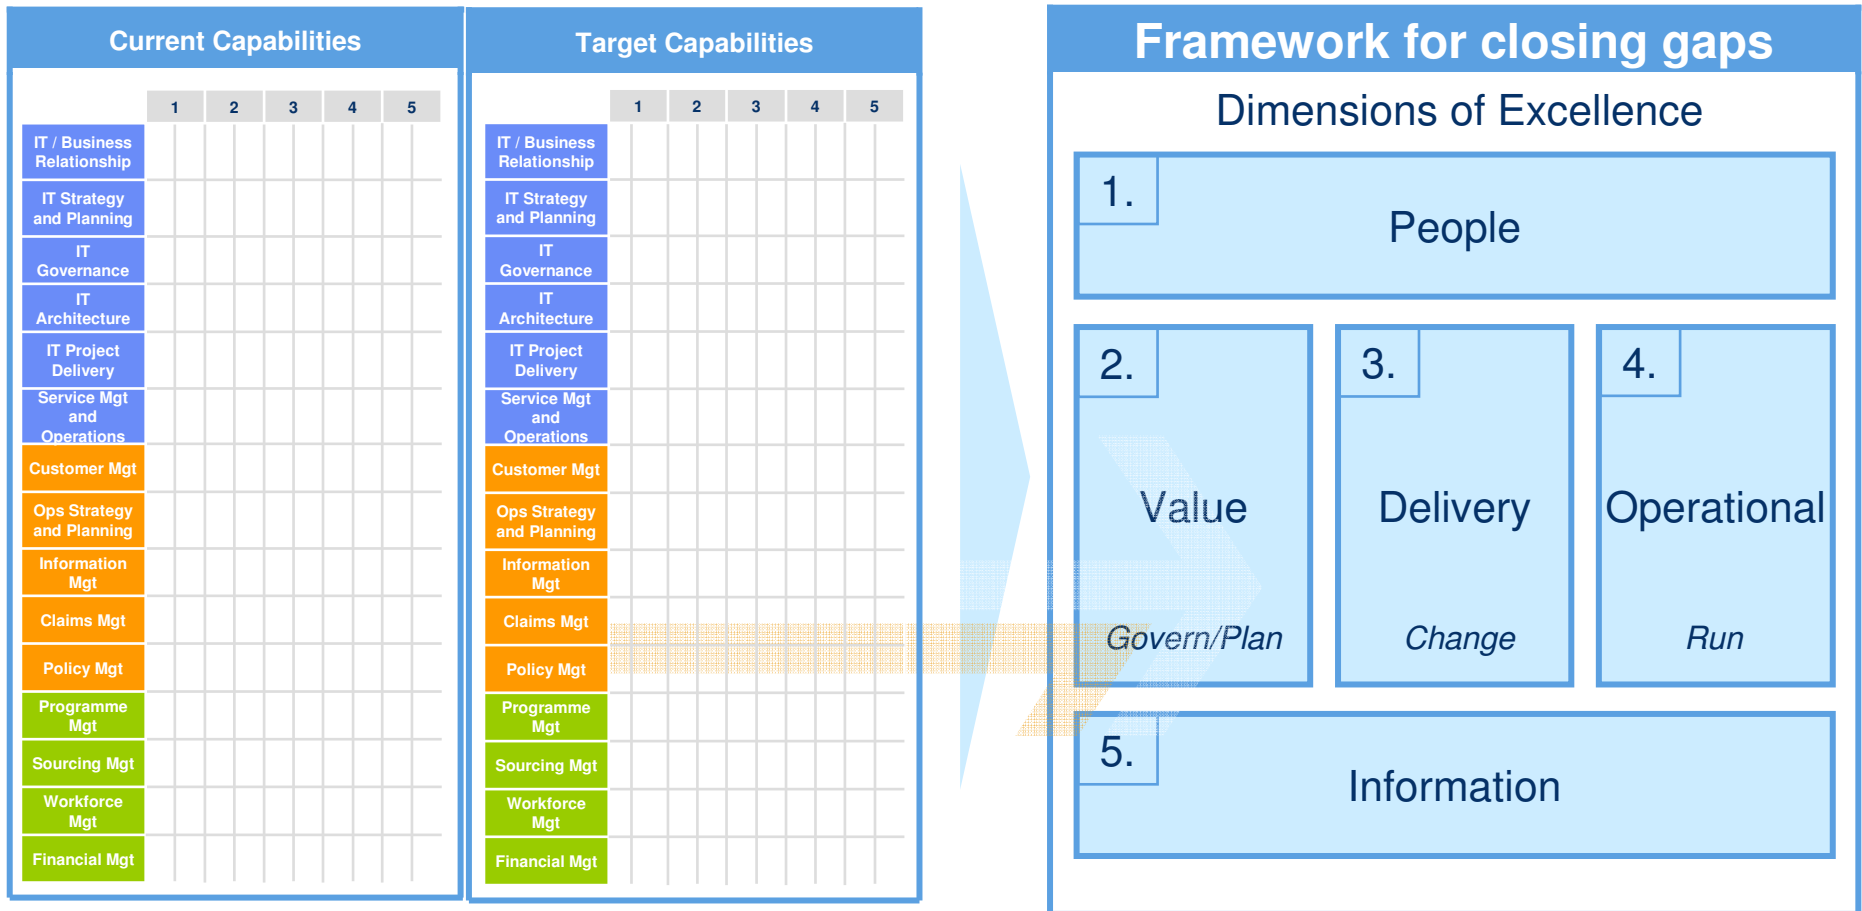 Current Capabilities
1 2 3 4 5
IT / Business
Relationship
IT Strategy
and Planning
IT
Governance
IT
Architecture
IT Project
Delivery
Service Mgt
and
Operations
Customer Mgt
Ops Strategy
and Planning
Information
Mgt
Claims Mgt
Policy Mgt
Programme
Mgt
Sourcing Mgt
Workforce
Mgt
Financial Mgt
Target Capabilities
1 2 3 4 5
IT / Business
Relationship
IT Strategy
and Planning
IT
Governance
IT
Architecture
IT Project
Delivery
Service Mgt
and
Operations
Customer Mgt
Ops Strategy
and Planning
Information
Mgt
Claims Mgt
Policy Mgt
Programme
Mgt
Sourcing Mgt
Workforce
Mgt
Financial Mgt
Framework for closing gaps
Dimensions of Excellence
1.
People
2.
Value
Govern/Plan
3.
Delivery
Change
4.
Operational
Run
5.
Information